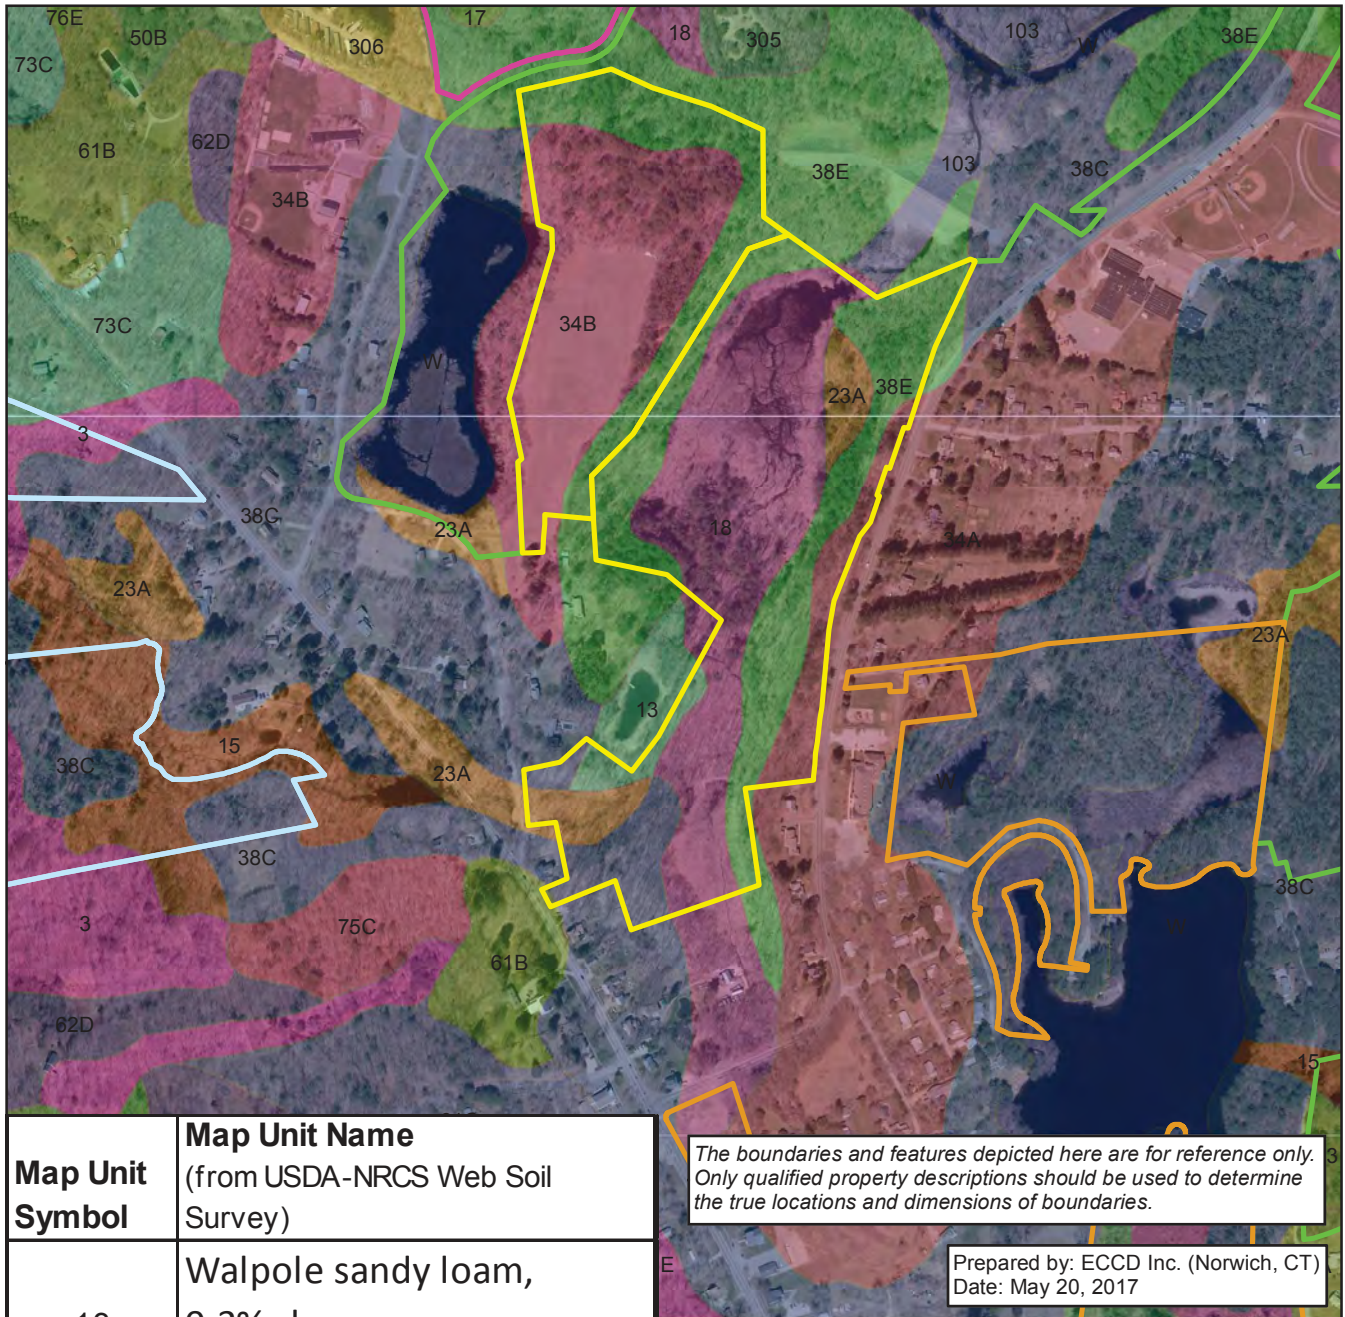 76E
17
50B
306
18
305
103
38E
73C
62D
61B
38E
103
38C
34B
34B
73C
W
23A
38E
3
38C
23A
18
34A
23A
23A
13
15
38C
23A
W
38C
38C
3
75C
W
61B
62D
15
Map Unit Symbol
Map Unit Name
(from USDA-NRCS Web Soil
Survey)
Walpole sandy loam,
The boundaries and features depicted here are for reference only.
Only qualified property descriptions should be used to determine
the true locations and dimensions of boundaries.
3
E
Prepared by: ECCD Inc. (Norwich, CT)
Date: May 20, 2017